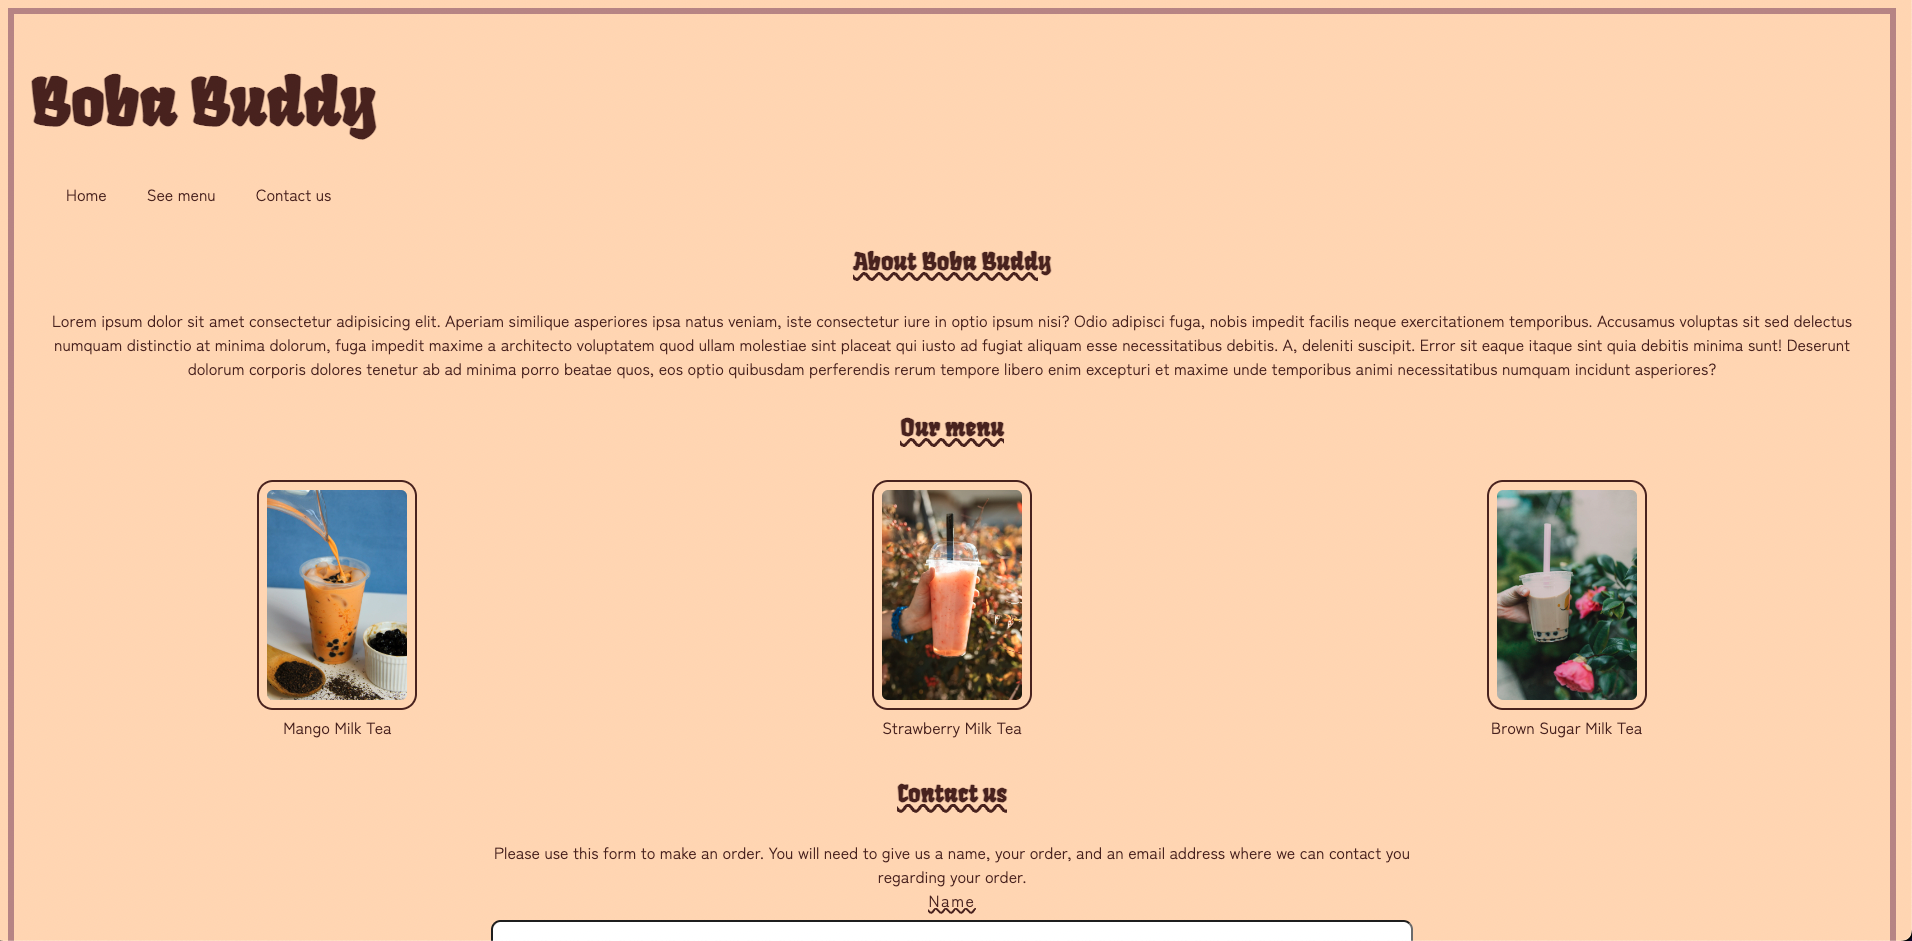 Boba Buddy
Home See menu Contact us
About Boba Buddy
Lorem ipsum dolor sit amet consectetur adipisicing elit. Aperiam similique asperiores ipsa natus veniam, iste consectetur iure in optio ipsum nisi? Odio adipisci fuga, nobis impedit facilis neque exercitationem temporibus. Accusamus voluptas sit sed delectus
numquam distinctio at minima dolorum, fuga impedit maxime a architecto voluptatem quod ullam molestiae sint placeat qui iusto ad fugiat aliquam esse necessitatibus debitis. A, deleniti suscipit. Error sit eaque itaque sint quia debitis minima sunt! Deserunt
dolorum corporis dolores tenetur ab ad minima porro beatae quos, eos optio quibusdam perferendis rerum tempore libero enim excepturi et maxime unde temporibus animi necessitatibus numquam incidunt asperiores?
Our menu
Mango Milk Tea
Strawberry Milk Tea
Brown Sugar Milk Tea
Contact us
Please use this form to make an order. You will need to give us a name, your order, and an email address where we can contact you
regarding your order.
Name